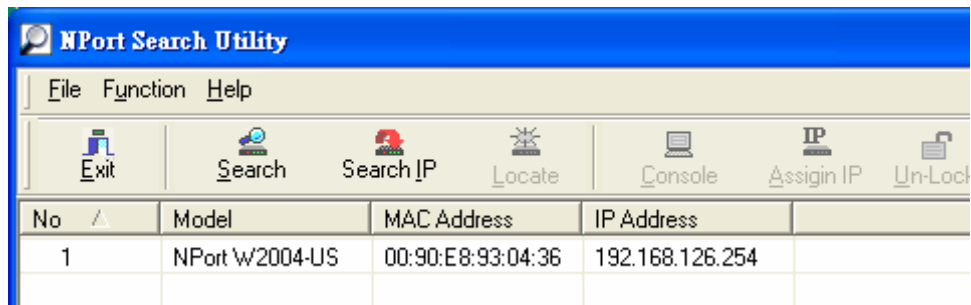 NPort Search Utility
File Function Help
Exit Search Search IP Locate Console Assigin IP Un-Lock
No Model MAC Address IP Address
1 NPort W2004-US 00:90:E8:93:04:36 192.168.126.254